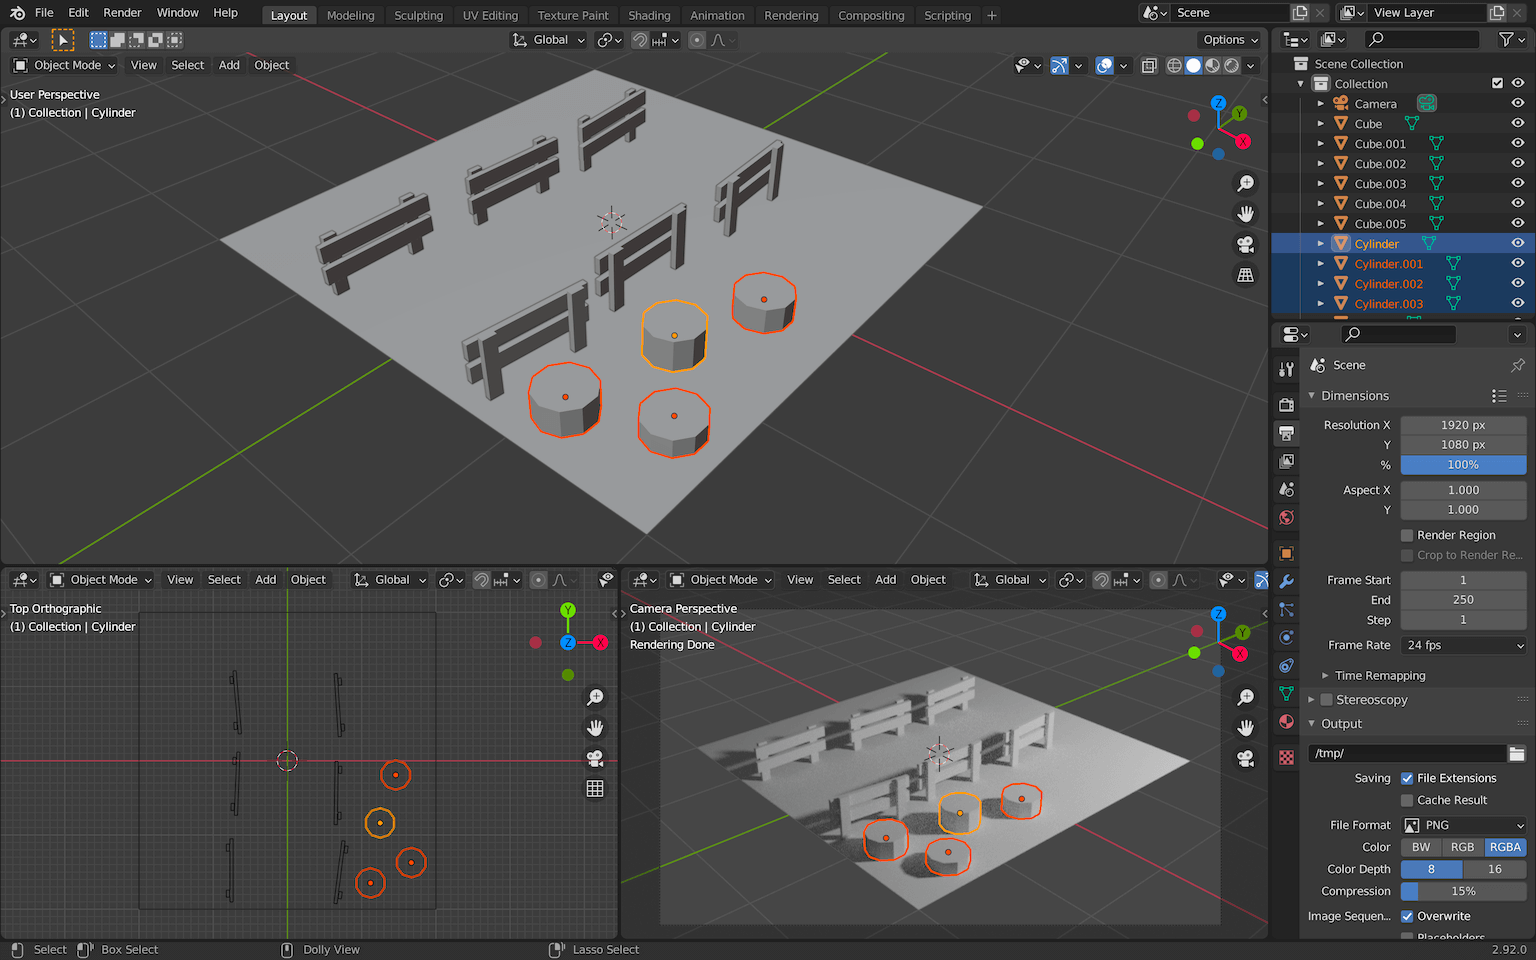 File Edit Render Window Help Layout Modeling Sculpting UV Editing Texture Paint Shading Animation Rendering Compositing Scripting + Scene View Layer
Global Options
Object Mode View Select Add Object
User Perspective
(1) Collection | Cylinder
Z
Y
X
Scene Collection
Collection
Camera
Cube
Cube.001
Cube.002
Cube.003
Cube.004
Cube.005
Cylinder
Cylinder.001
Cylinder.002
Cylinder.003
Scene
Dimensions
Resolution X 1920 px
Y 1080 px
% 100%
Aspect X 1.000
Y 1.000
Render Region
Crop to Render Re...
Frame Start 1
End 250
Step 1
Frame Rate 24 fps
Time Remapping
Stereoscopy
Output
/tmp/
Saving File Extensions
Cache Result
File Format PNG
Color BW RGB RGBA
Color Depth 8 16
Compression 15%
Image Sequen... Overwrite
Placeholders
Object Mode View Select Add Object Global
Top Orthographic
(1) Collection | Cylinder
Y
Z
X
Object Mode View Select Add Object Global
Camera Perspective
(1) Collection | Cylinder
Rendering Done
Z
Y
X
Select Box Select Dolly View Lasso Select 2.92.0